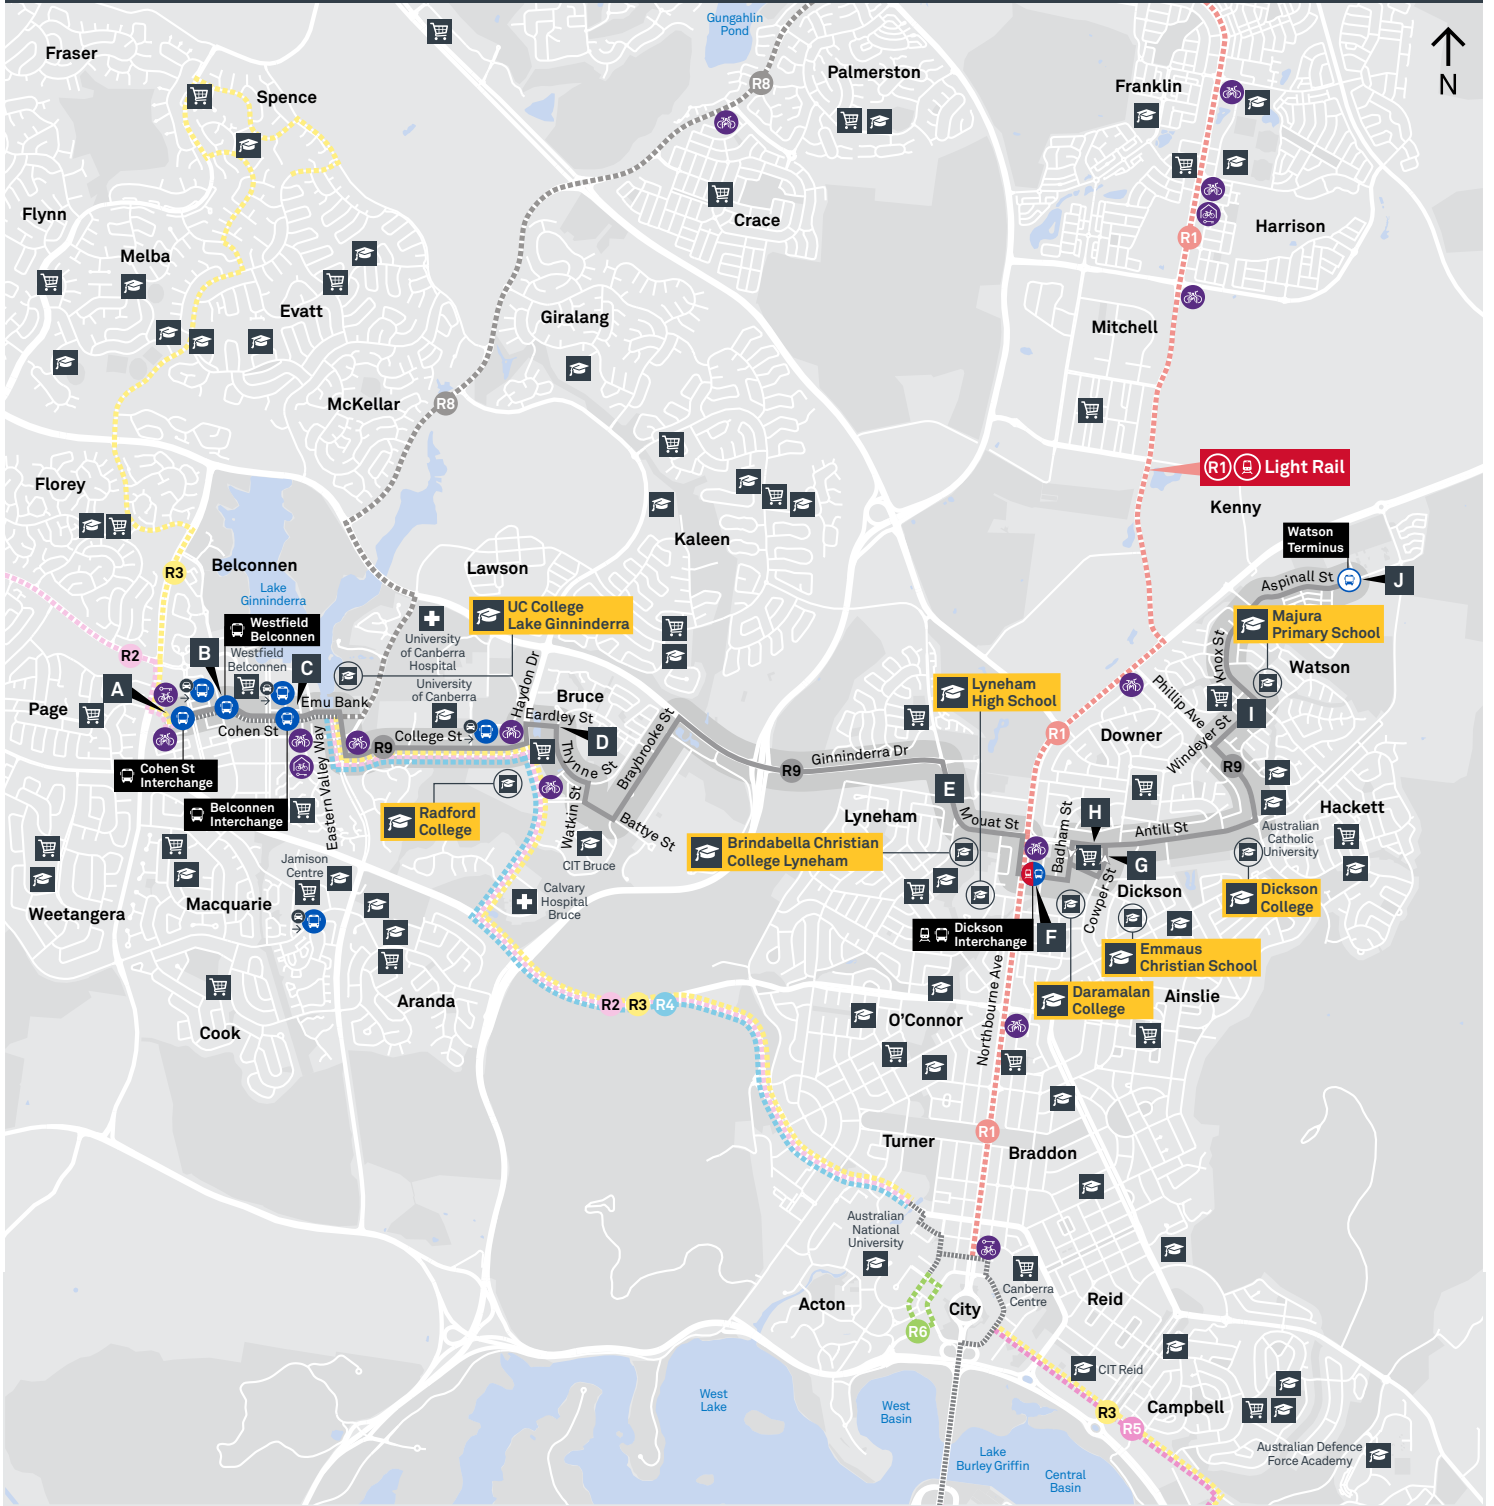 Gungahlin
Pond
Fraser
Palmerston
N
R8
Franklin
Spence
Flynn
Crace
Harrison
R1
Melba
Evatt
Giralang
Mitchell
McKellar
R8
R1 Light Rail
Florey
Kenny
Kaleen
Watson
Terminus
Belconnen
Lawson
R3
Aspinall St
J
Lake
Ginninderra
UC College
Lake Ginninderra
Westfield
Belconnen
Majura
Primary School
University
of Canberra
Hospital
R2
B
Westfield
Belconnen
C
Knox St
Watson
A
University
of Canberra
Haydon Dr
Bruce
Lyneham
High School
Phillip Ave
Page
Emu Bank
Eardley St
I
Cohen St
College St
R9
D
Braybrooke St
R1
Downer
Windeyer St
Ginninderra Dr
R9
R9
Cohen St
Interchange
Eastern Valley Way
Thynne St
E
Belconnen
Interchange
Radford
College
Watkin St
Battye St
Lyneham
Mouat St
Badham St
H
Antill St
Hackett
Brindabella Christian
College Lyneham
Australian
Catholic
University
Jamison
Centre
CIT Bruce
G
Cowper St
Dickson
Dickson
College
Weetangera
Macquarie
Calvary
Hospital
Bruce
Dickson
Interchange
F
Emmaus
Christian School
Aranda
Northbourne Ave
Daramalan
College
Ainslie
Cook
R2
R3
R4
O'Connor
Turner
R1
Braddon
Australian
National
University
Canberra
Centre
Acton
City
Reid
R6
CIT Reid
West
Lake
West
Basin
R3
R5
Campbell
Lake
Burley Griffin
Central
Basin
Australian Defence
Force Academy